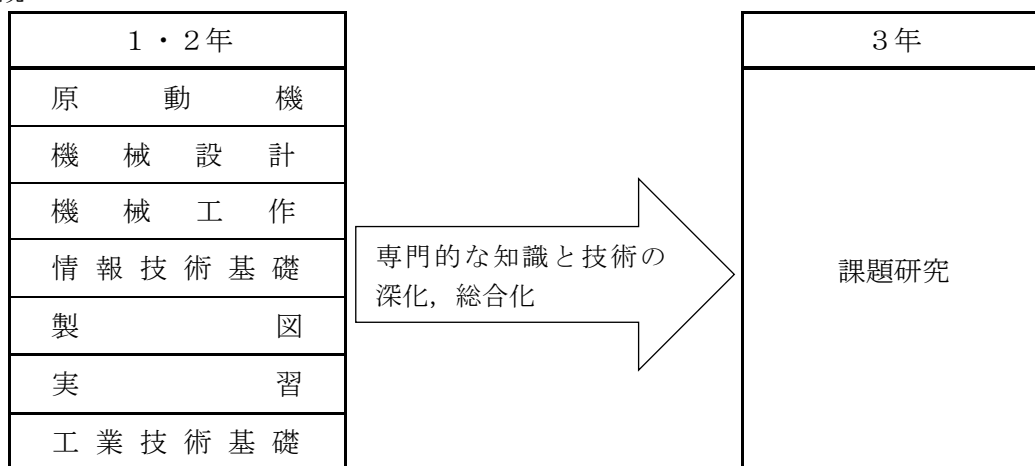 1・2年
原動機
機械設計
機械工作
情報技術基礎
製図
実習
工業技術基礎
専門的な知識と技術の
深化，総合化
3年
課題研究